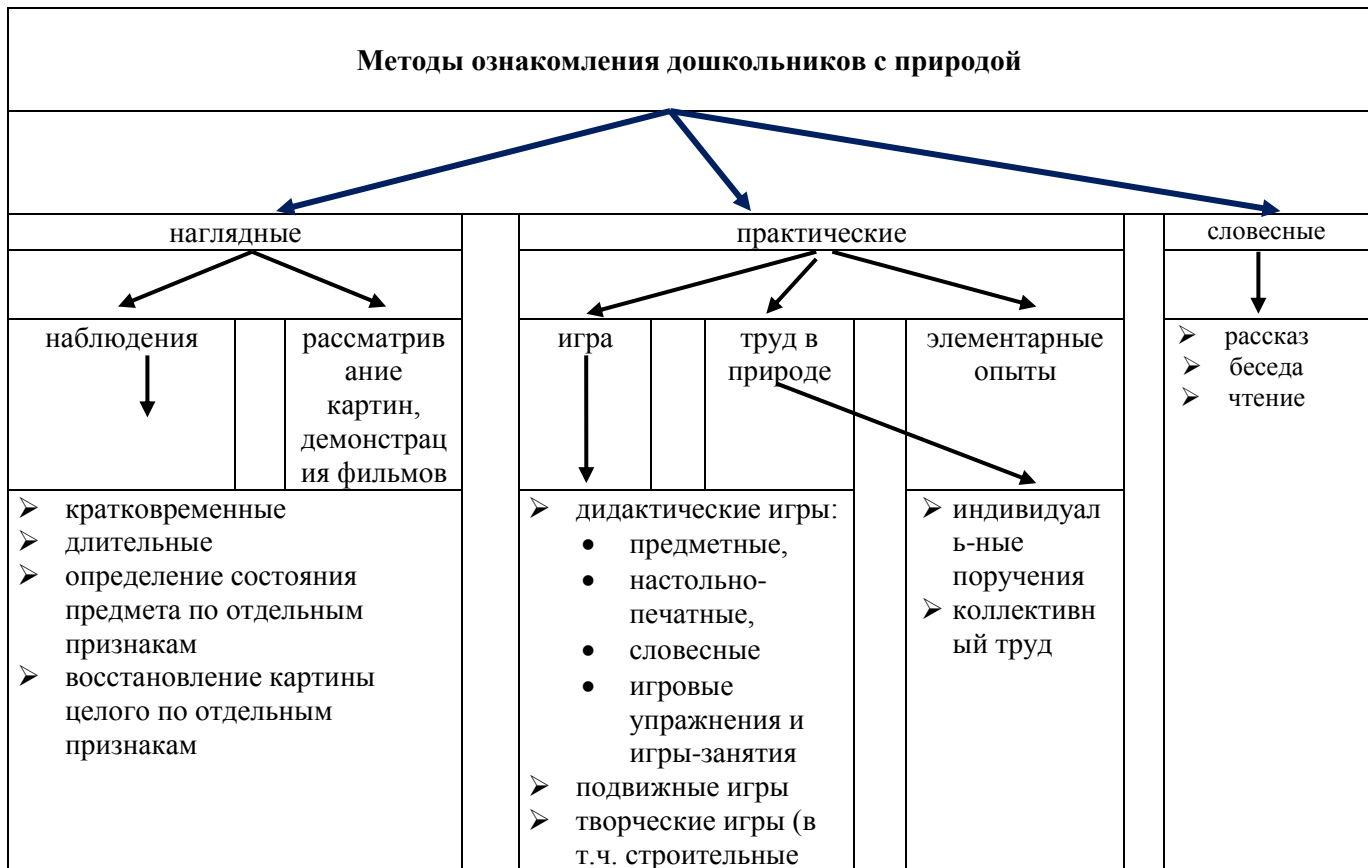 Методы ознакомления дошкольников с природой
наглядные
практические
словесные
наблюдения
рассматрив
ание
картин,
демонстрац
ия фильмов
игра
труд в
природе
элементарные
опыты
➢ рассказ
➢ беседа
➢ чтение
➢ кратковременные
➢ длительные
➢ определение состояния
предмета по отдельным
признакам
➢ восстановление картины
целого по отдельным
признакам
➢ дидактические игры:
• предметные,
• настольно-
печатные,
• словесные
• игровые
упражнения и
игры-занятия
➢ подвижные игры
➢ творческие игры (в
т.ч. строительные
➢ индивидуал
ь-ные
поручения
➢ коллективн
ый труд